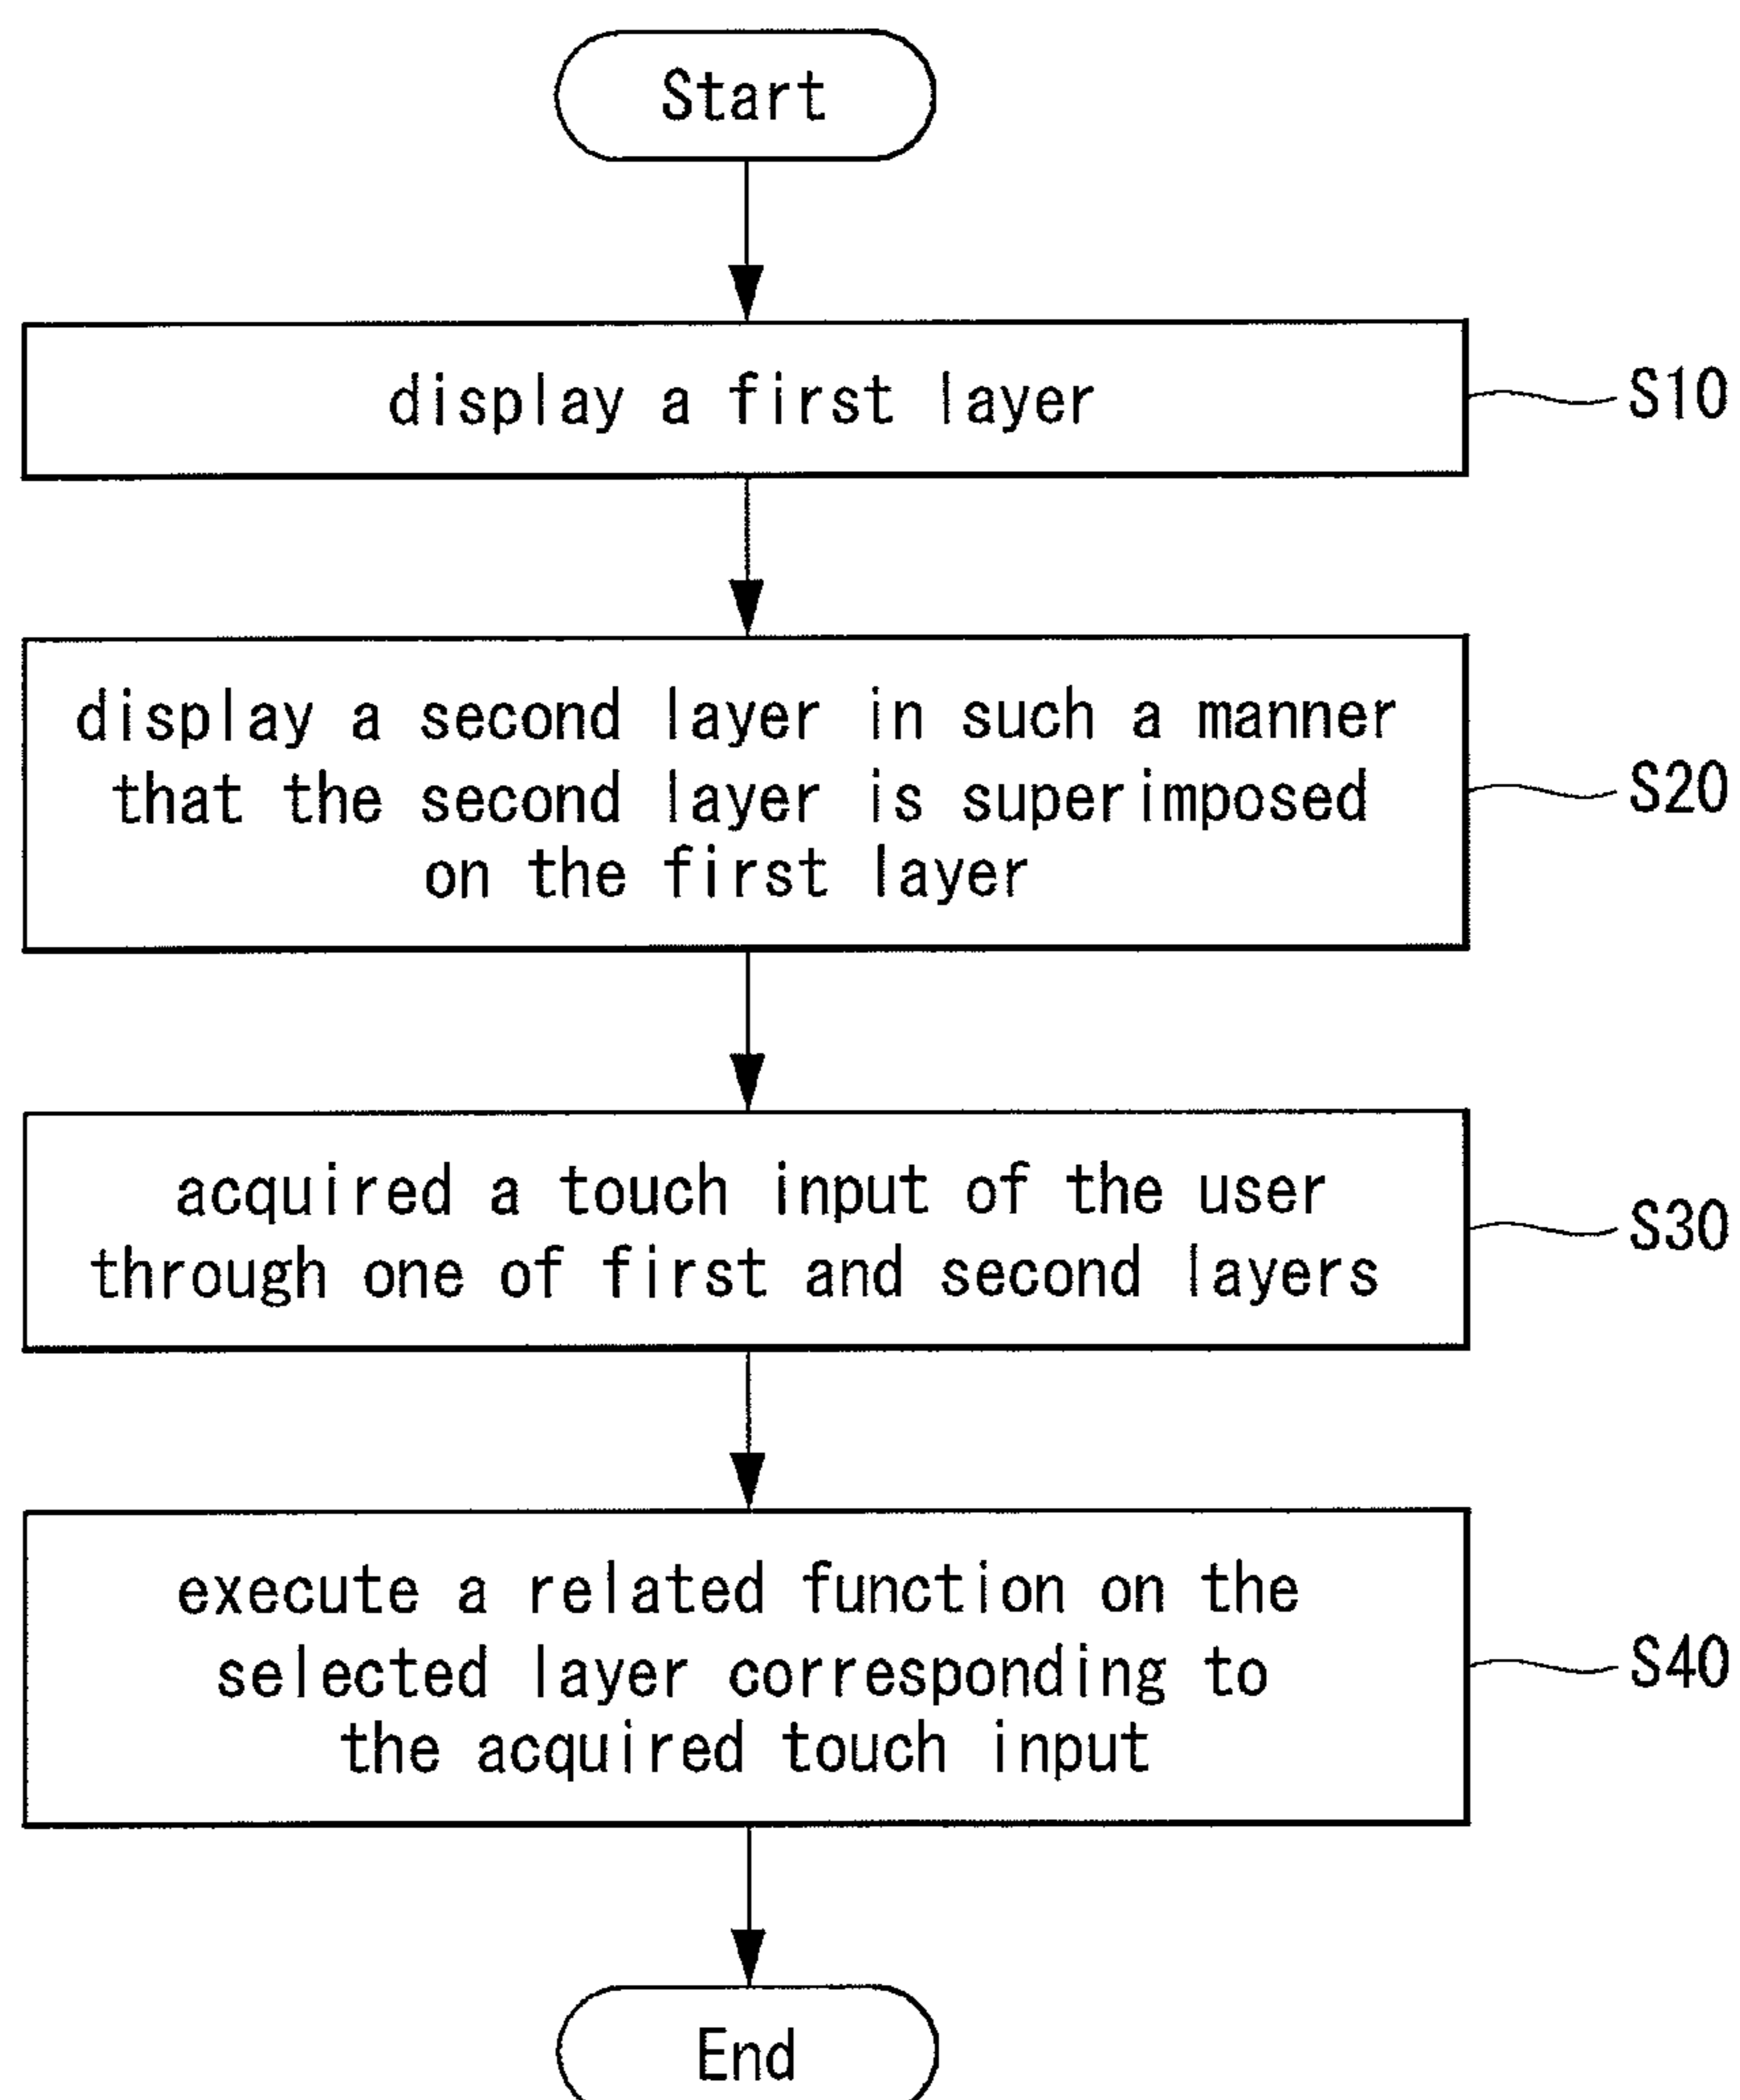 Start
display a first layer
S10
display a second layer in such a manner
that the second layer is superimposed
on the first layer
S20
acquired a touch input of the user
through one of first and second layers
S30
execute a related function on the
selected layer corresponding to
the acquired touch input
S40
End